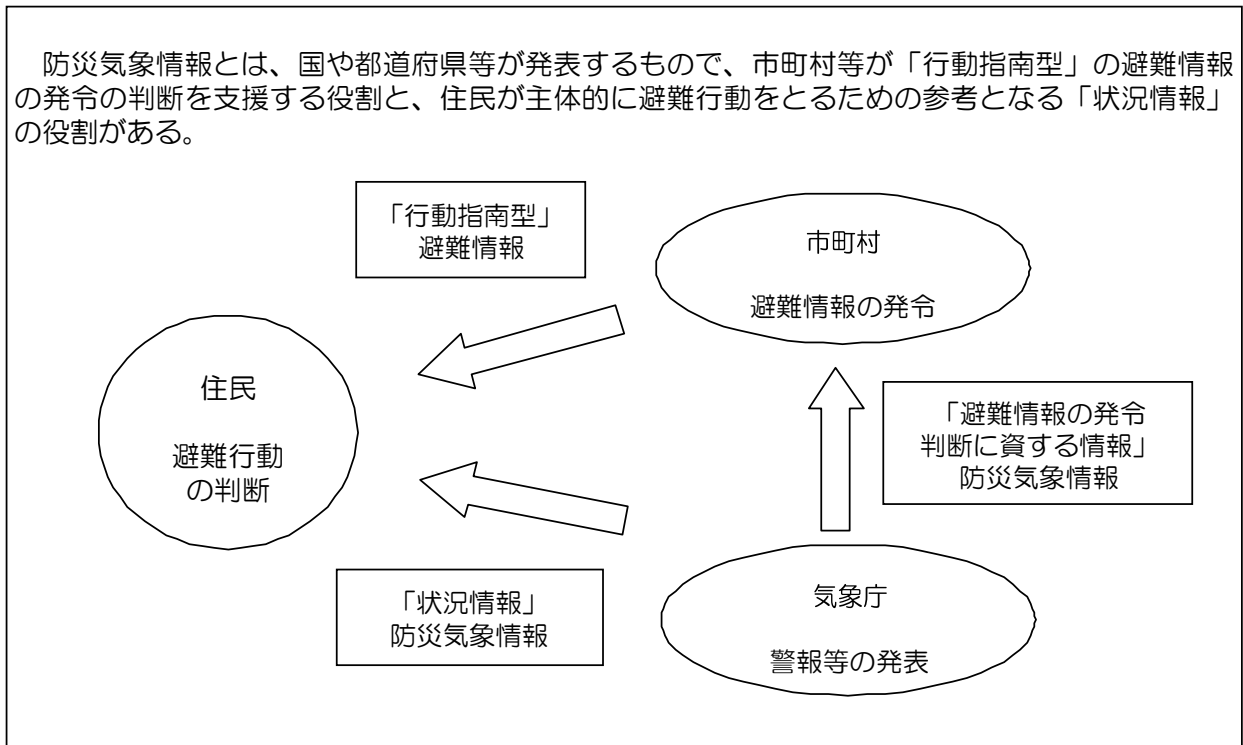 防災気象情報とは、国や都道府県等が発表するもので、市町村等が「行動指南型」の避難情報
の発令の判断を支援する役割と、住民が主体的に避難行動をとるための参考となる「状況情報」
の役割がある。
「行動指南型」
避難情報
市町村
避難情報の発令
住民
避難行動
の判断
「避難情報の発令
判断に資する情報」
防災気象情報
「状況情報」
防災気象情報
気象庁
警報等の発表